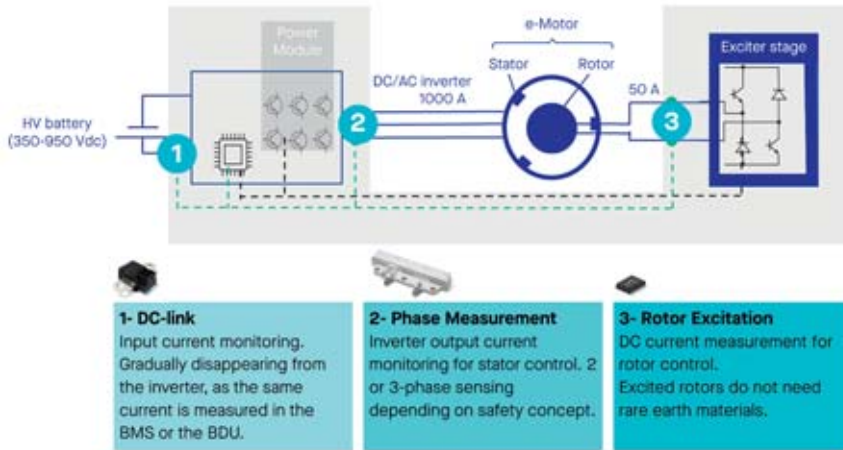 Power
Module
e-Motor
Exciter stage
Stator
Rotor
DC/AC inverter
1000 A
50 A
HV battery
(350-950 Vdc)
1
2
3
1- DC-link
Input current monitoring.
Gradually disappearing from
the inverter, as the same
current is measured in the
BMS or the BDU.
2- Phase Measurement
Inverter output current
monitoring for stator control. 2
or 3-phase sensing
depending on safety concept.
3- Rotor Excitation
DC current measurement for
rotor control.
Excited rotors do not need
rare earth materials.